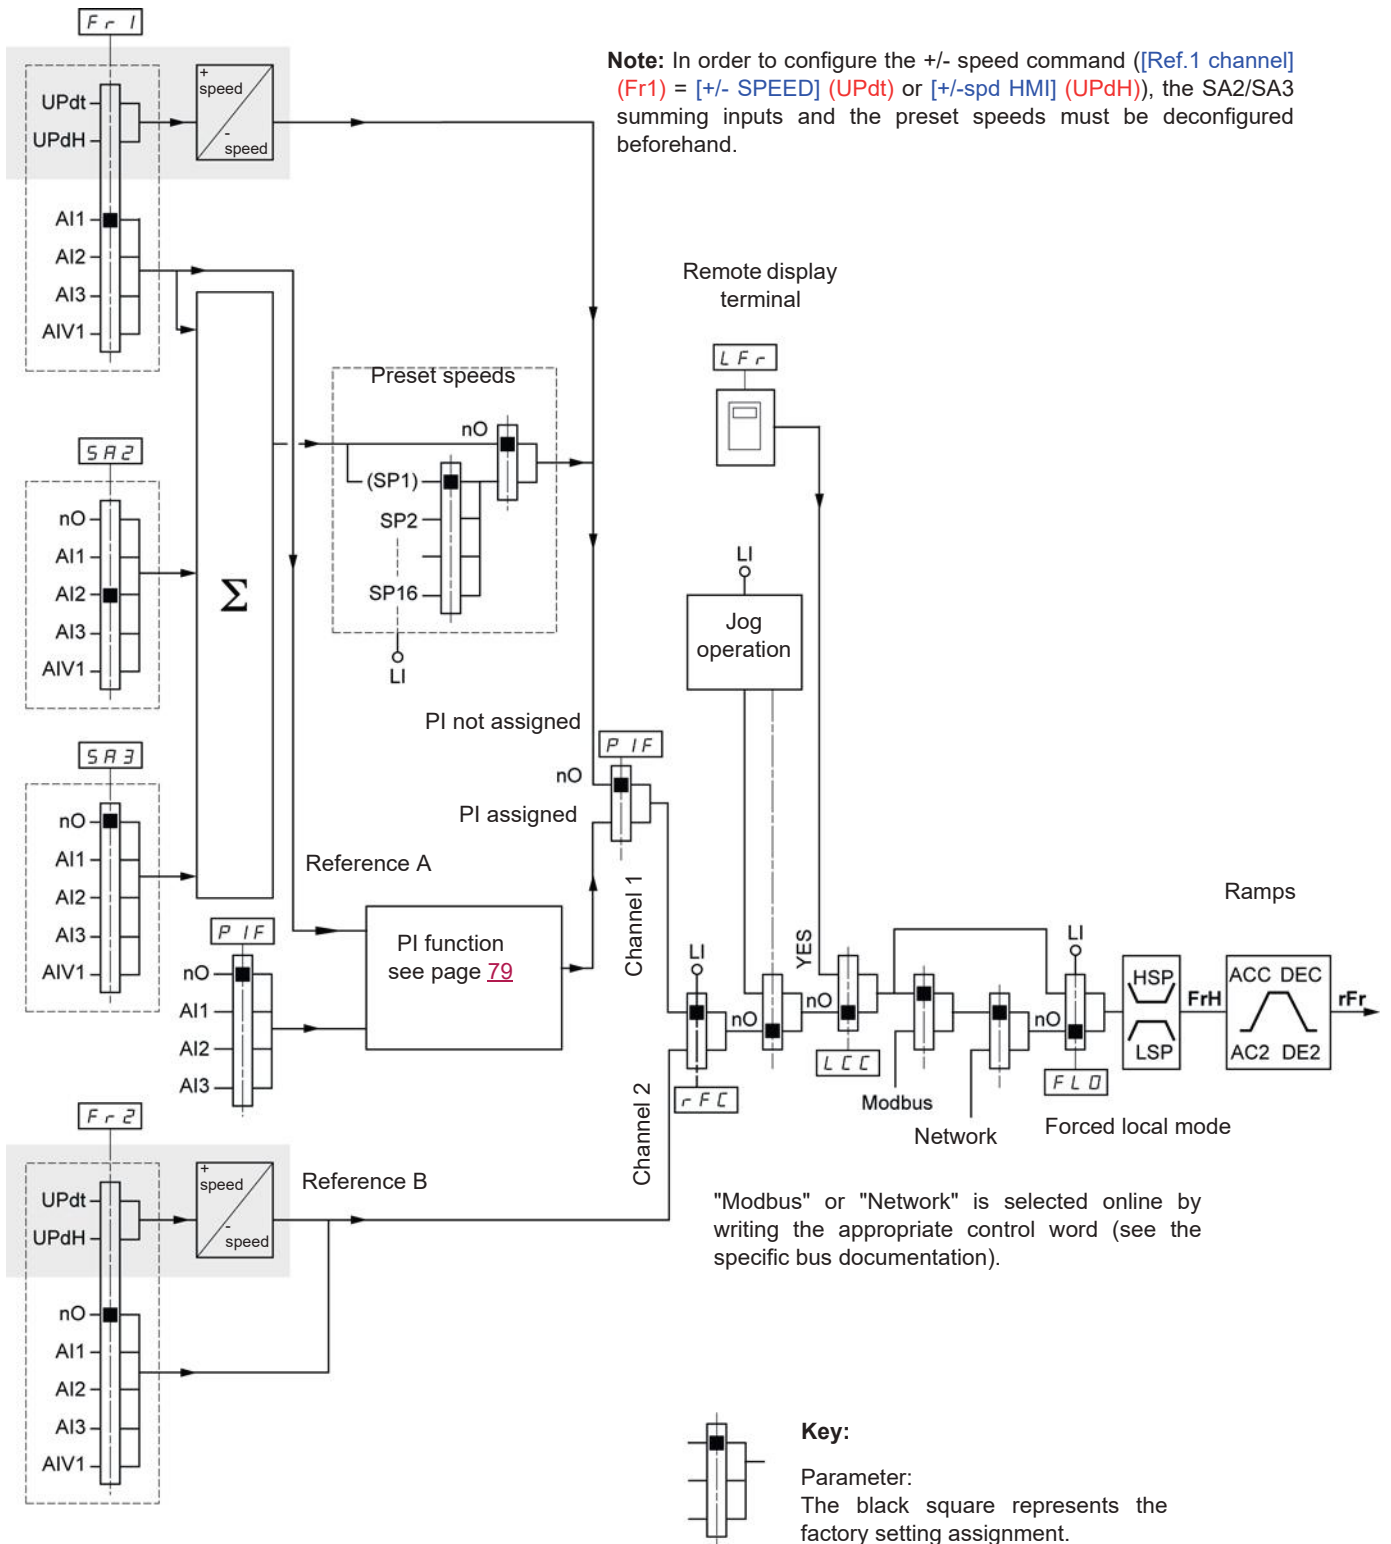 Fr1
+
speed
-
speed
UPdt
UPdH
AI1
AI2
AI3
AIV1
Note: In order to configure the +/- speed command ([Ref.1 channel]
(Fr1) = [+/- SPEED] (UPdt) or [+/-spd HMI] (UPdH)), the SA2/SA3
summing inputs and the preset speeds must be deconfigured
beforehand.
Remote display
terminal
LFr
Preset speeds
nO
(SP1)
SP2
SP16
LI
SA2
nO
AI1
AI2
AI3
AIV1
Σ
LI
Jog
operation
PI not assigned
PIF
nO
PI assigned
SA3
nO
AI1
AI2
AI3
AIV1
Reference A
PIF
nO
AI1
AI2
AI3
PI function
see page 79
Channel 1
LI
nO
rFC
Channel 2
YES
nO
LCC
Modbus
Network
nO
LI
FLO
Forced local mode
HSP
LSP
FrH
Ramps
ACC DEC
AC2 DE2
rFr
Fr2
+
speed
-
speed
Reference B
UPdt
UPdH
nO
AI1
AI2
AI3
AIV1
"Modbus" or "Network" is selected online by
writing the appropriate control word (see the
specific bus documentation).
Key:
Parameter:
The black square represents the
factory setting assignment.